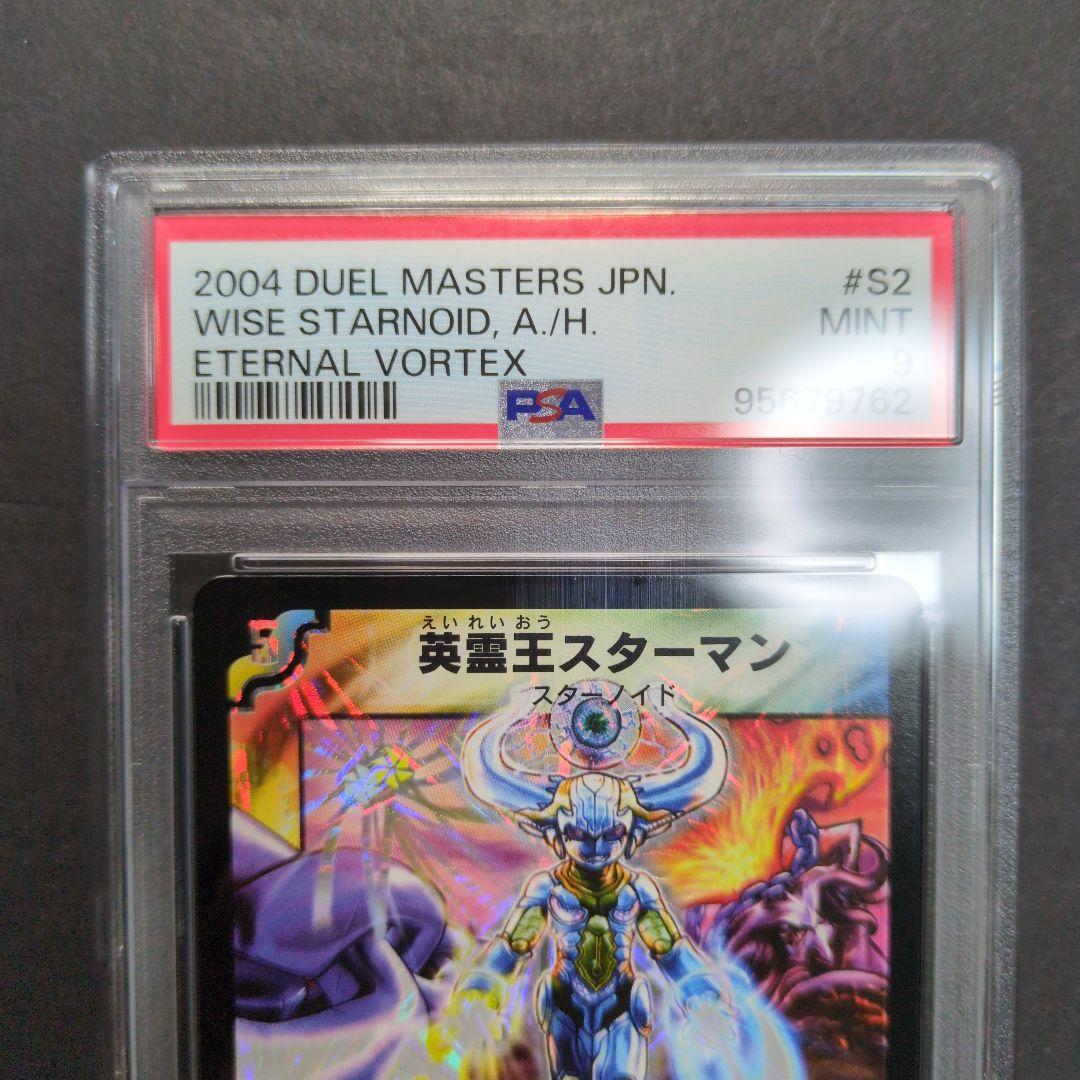 2004 DUEL MASTERS JPN. #S2
WISE STARNOID, A./H. MINT
ETERNAL VORTEX 9
PSA
えいれいおう
英霊王スターマン
スターノイド
5